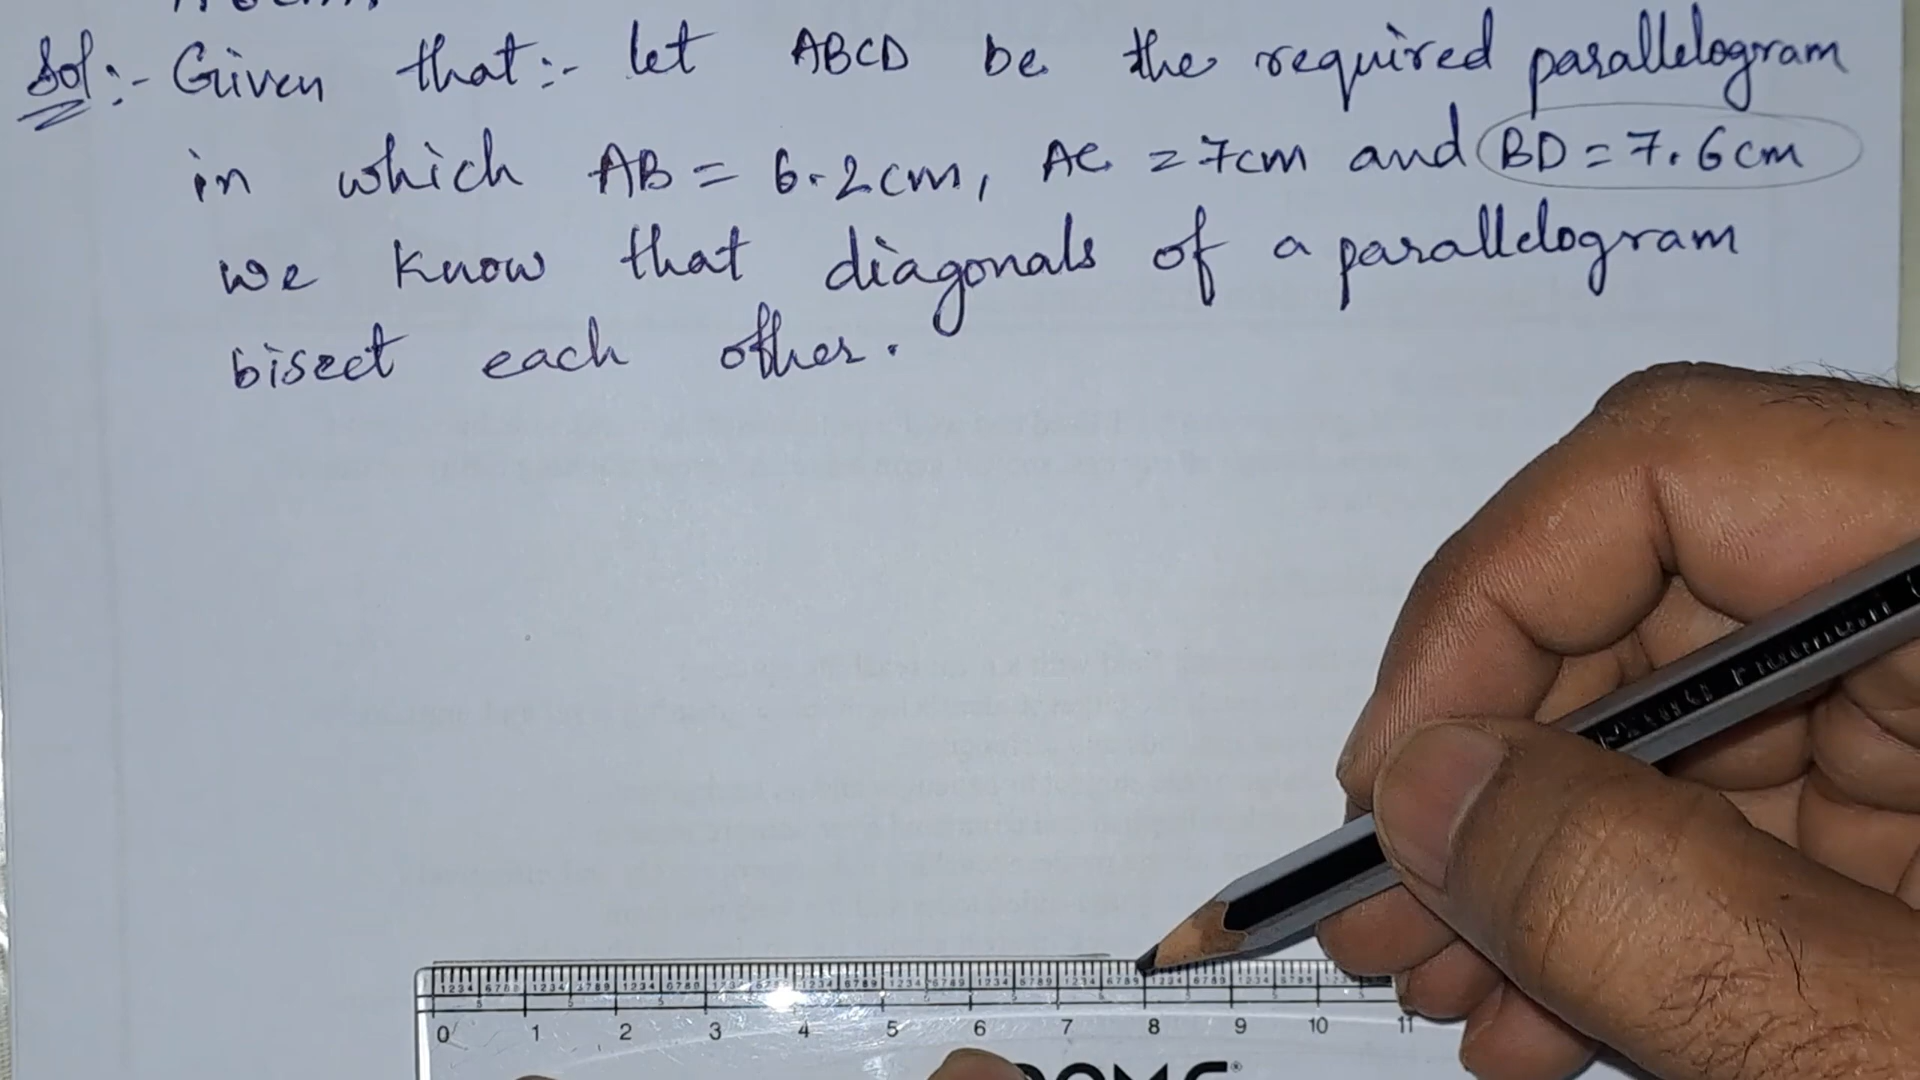 Sol:- Given that:- let ABCD be the required parallelogram
in which AB = 6.2cm, AC = 7cm and BD = 7.6cm
we know that diagonals of a parallelogram
bisect each other.
0 1 2 3 4 5 6 7 8 9 10 11